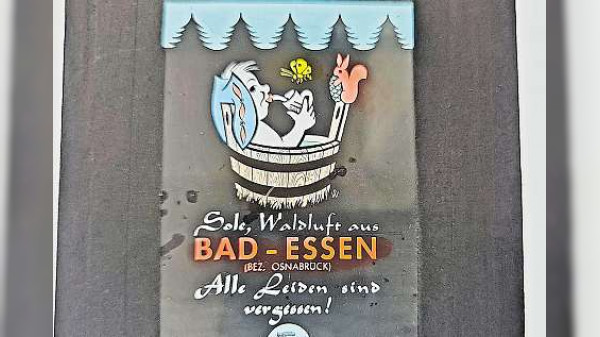 Sole, Waldluft aus
BAD - ESSEN
(BEZ. OSNABRÜCK)
Alle Leiden sind
vergessen!